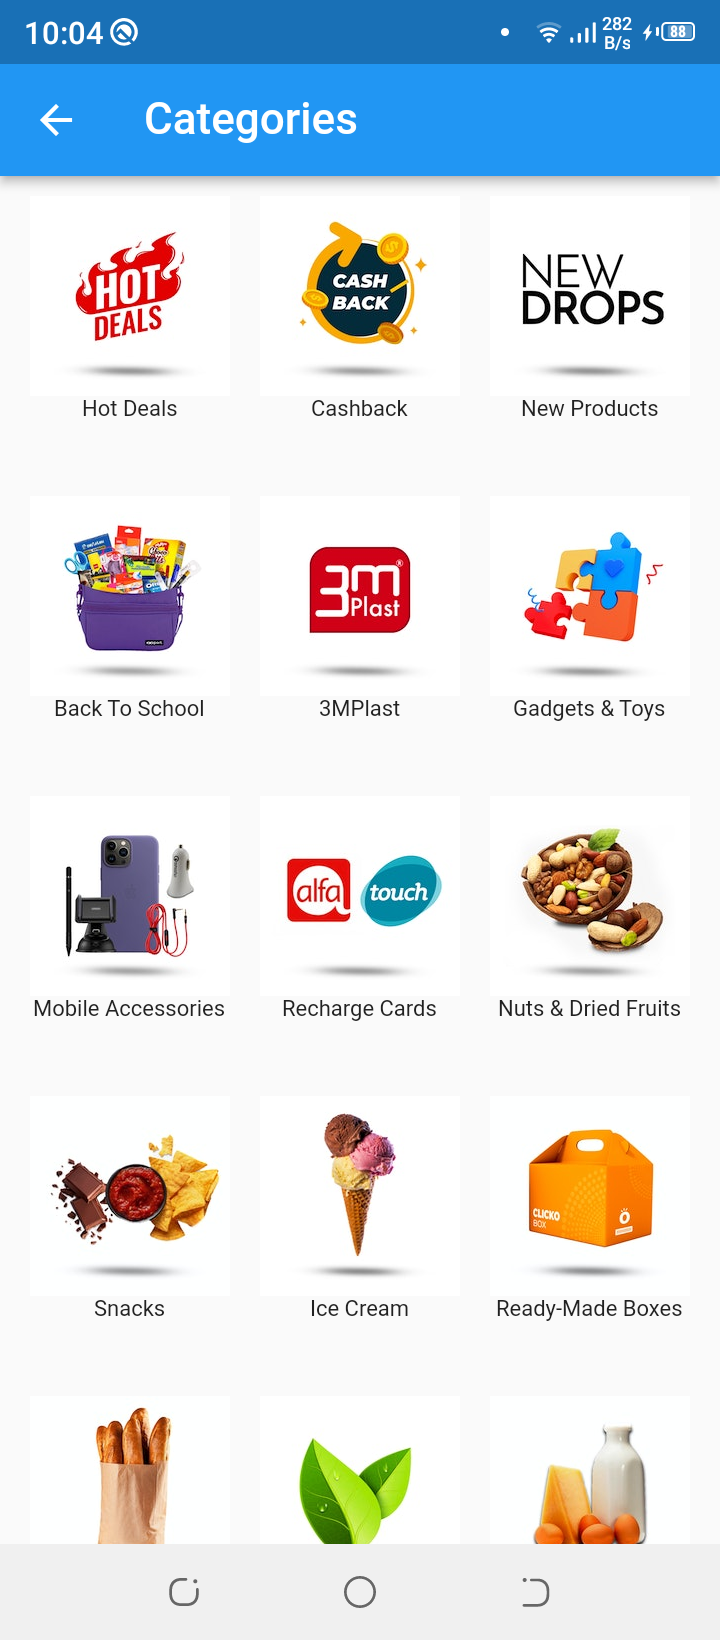 10:04
282
B/s
88
Categories
HOT
DEALS
CASH
BACK
NEW
DROPS
Hot Deals
Cashback
New Products
3m®
Plast
Back To School
3MPlast
Gadgets & Toys
alfa
touch
Mobile Accessories
Recharge Cards
Nuts & Dried Fruits
CLICKO
BOX
Snacks
Ice Cream
Ready-Made Boxes